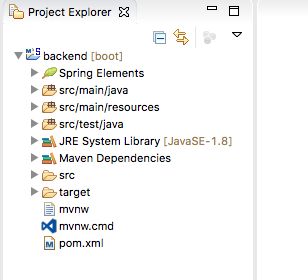 Project Explorer
backend [boot]
Spring Elements
src/main/java
src/main/resources
src/test/java
JRE System Library [JavaSE-1.8]
Maven Dependencies
src
target
mvnw
mvnw.cmd
pom.xml